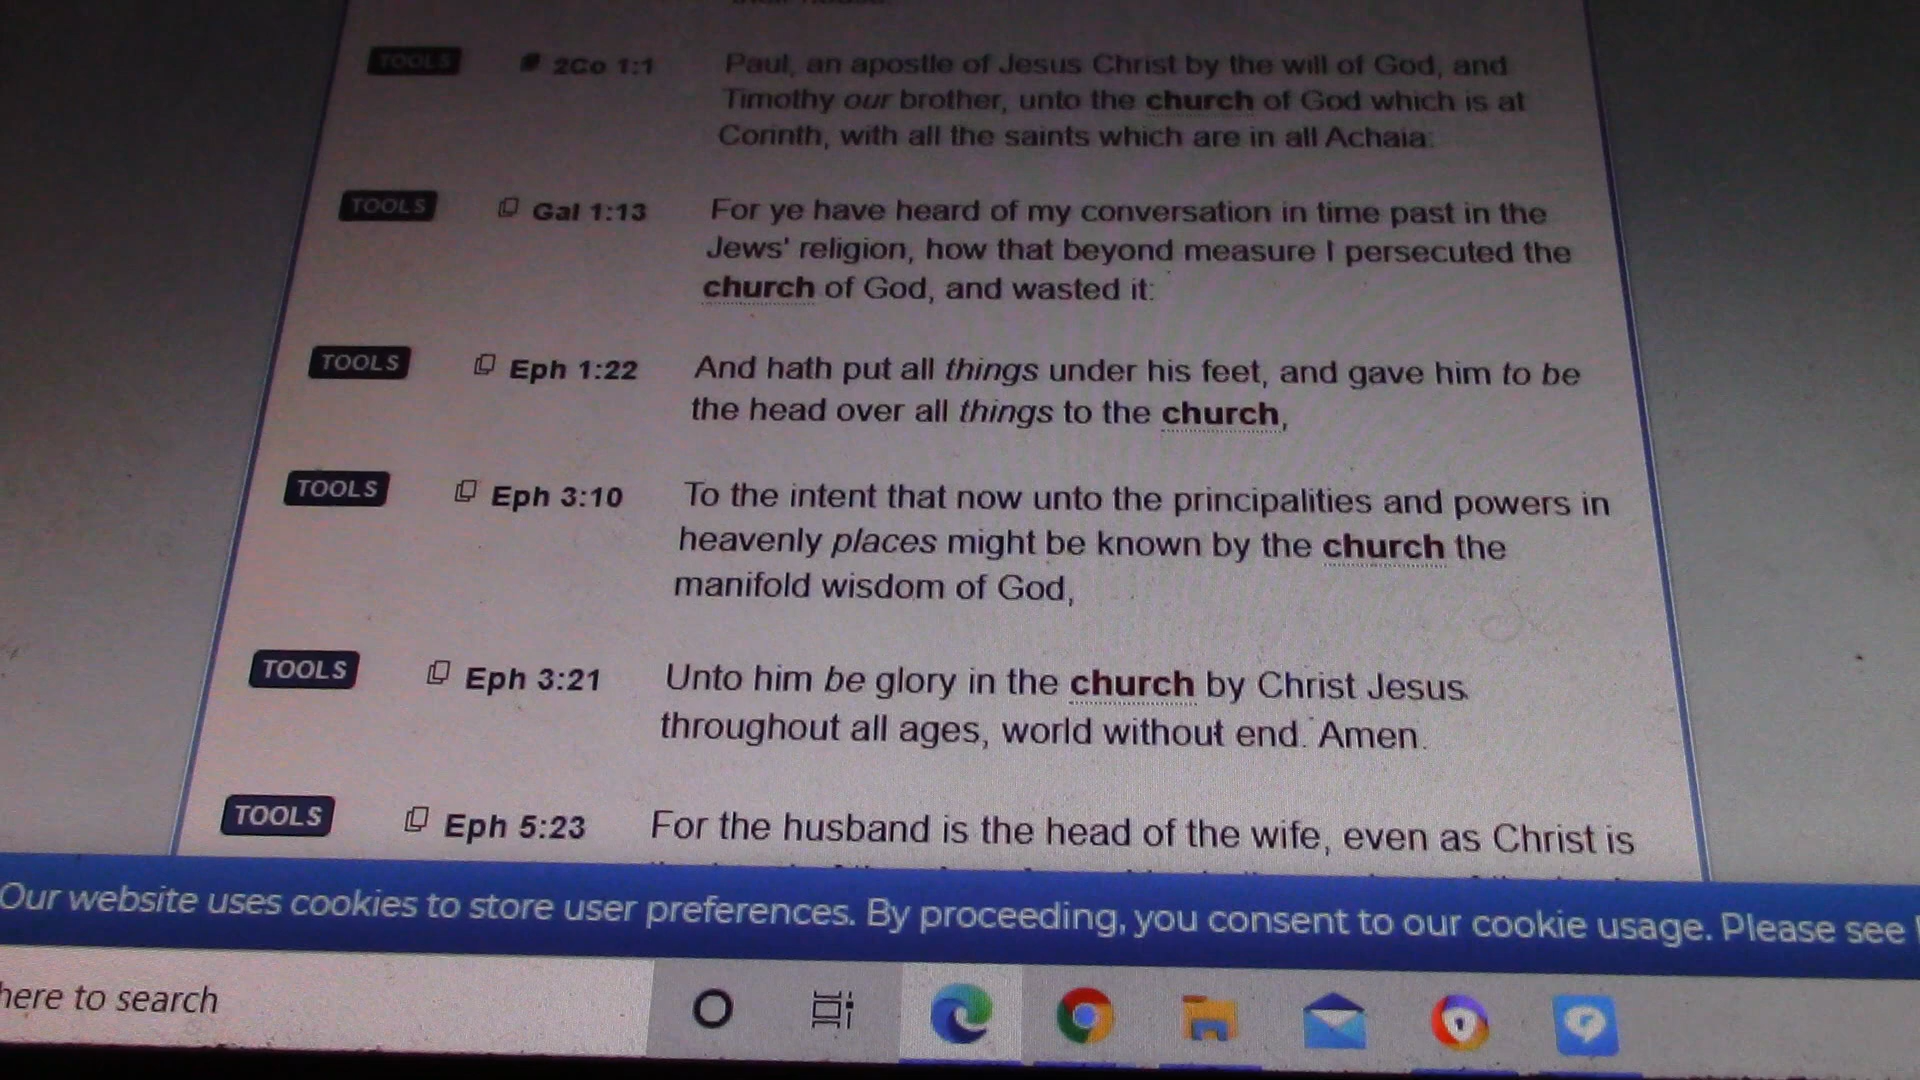 TOOLS 2Co 1:1 Paul, an apostle of Jesus Christ by the will of God, and
Timothy our brother, unto the church of God which is at
Corinth, with all the saints which are in all Achaia:
TOOLS Gal 1:13 For ye have heard of my conversation in time past in the
Jews' religion, how that beyond measure I persecuted the
church of God, and wasted it:
TOOLS Eph 1:22 And hath put all things under his feet, and gave him to be
the head over all things to the church,
TOOLS Eph 3:10 To the intent that now unto the principalities and powers in
heavenly places might be known by the church the
manifold wisdom of God,
TOOLS Eph 3:21 Unto him be glory in the church by Christ Jesus
throughout all ages, world without end. Amen.
TOOLS Eph 5:23 For the husband is the head of the wife, even as Christ is
Our website uses cookies to store user preferences. By proceeding, you consent to our cookie usage. Please see
here to search